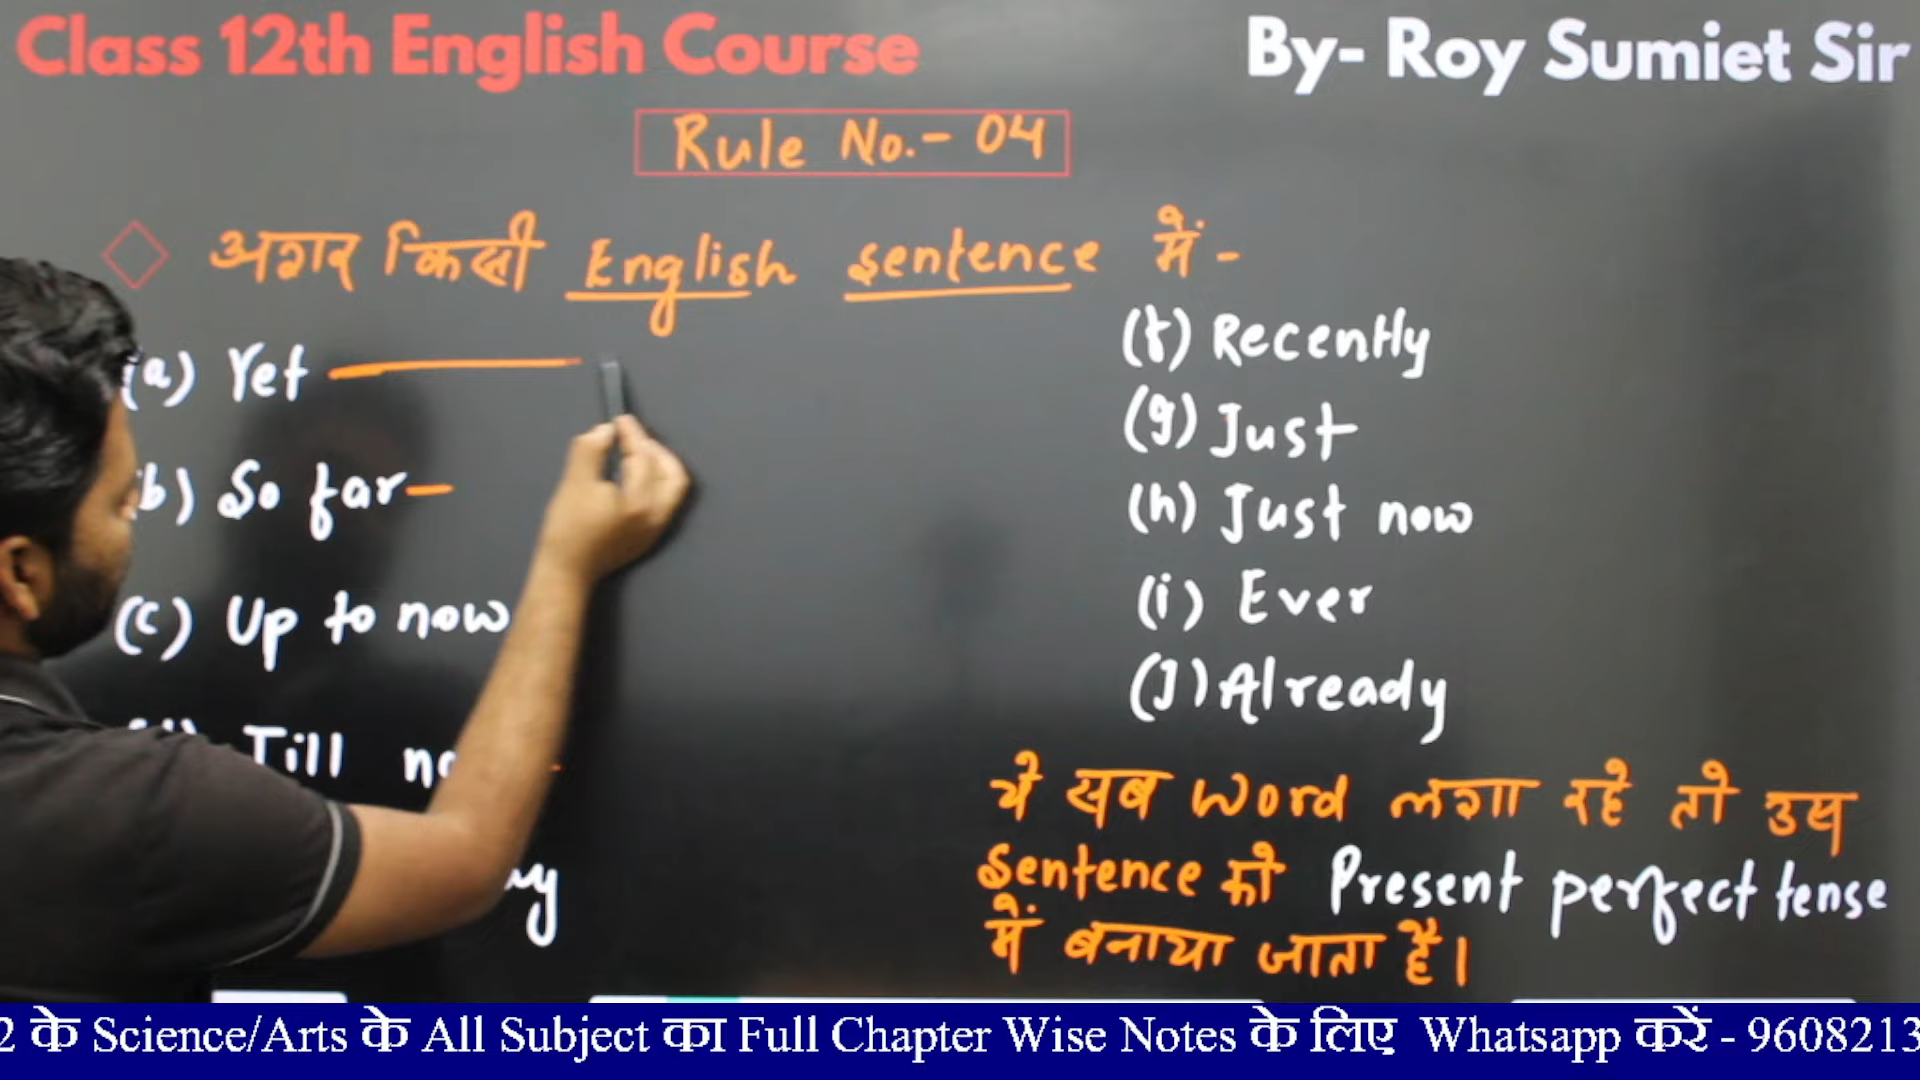 Class 12th English Course
By- Roy Sumiet Sir
Rule No.- 04
अगर किसी English sentence में -
(a) Yet
(b) So far -
(c) Up to now
Till
(f) Recently
(g) Just
(h) Just now
(i) Ever
(J) Already
ये सब word लगा रहे तो उस
Sentence को Present perfect tense
में बनाया जाता है।
2 के Science/Arts के All Subject का Full Chapter Wise Notes के लिए Whatsapp करें - 9608213